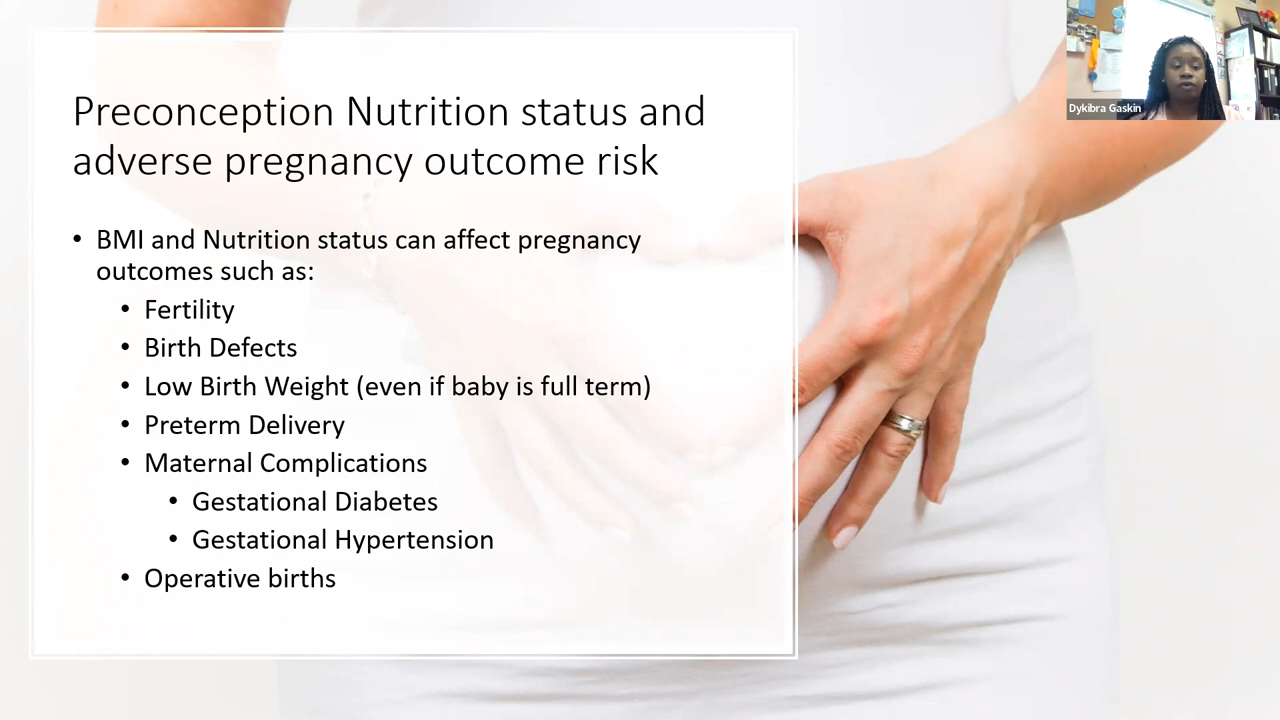 Preconception Nutrition status and
adverse pregnancy outcome risk
• BMI and Nutrition status can affect pregnancy
outcomes such as:
• Fertility
• Birth Defects
• Low Birth Weight (even if baby is full term)
• Preterm Delivery
• Maternal Complications
• Gestational Diabetes
• Gestational Hypertension
• Operative births
Dykibra Gaskin